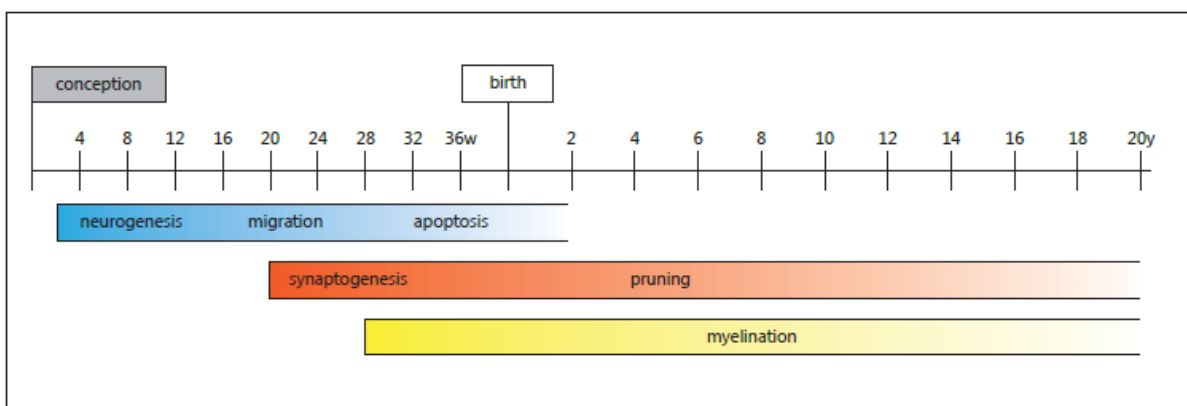 conception
birth
4 8 12 16 20 24 28 32 36w 2 4 6 8 10 12 14 16 18 20y
neurogenesis migration apoptosis
synaptogenesis pruning
myelination